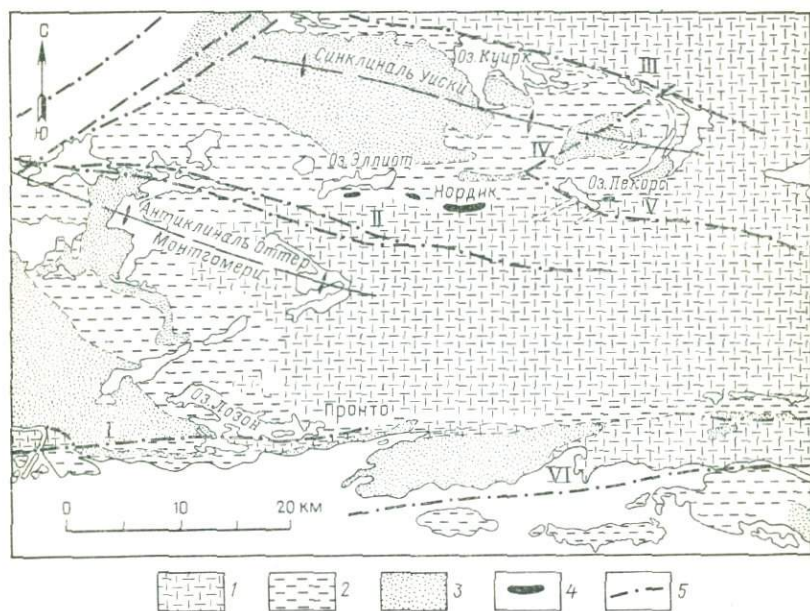 С
Ю
Синклиналь Уиски
Оз. Куирк
III
IV
Оз. Эллиот
Нордик
Оз. Пекорс
V
II
Антиклиналь Оттер
Монтгомери
Оз. Лозон
Пронто
I
VI
0 10 20 км
1 2 3 4 5